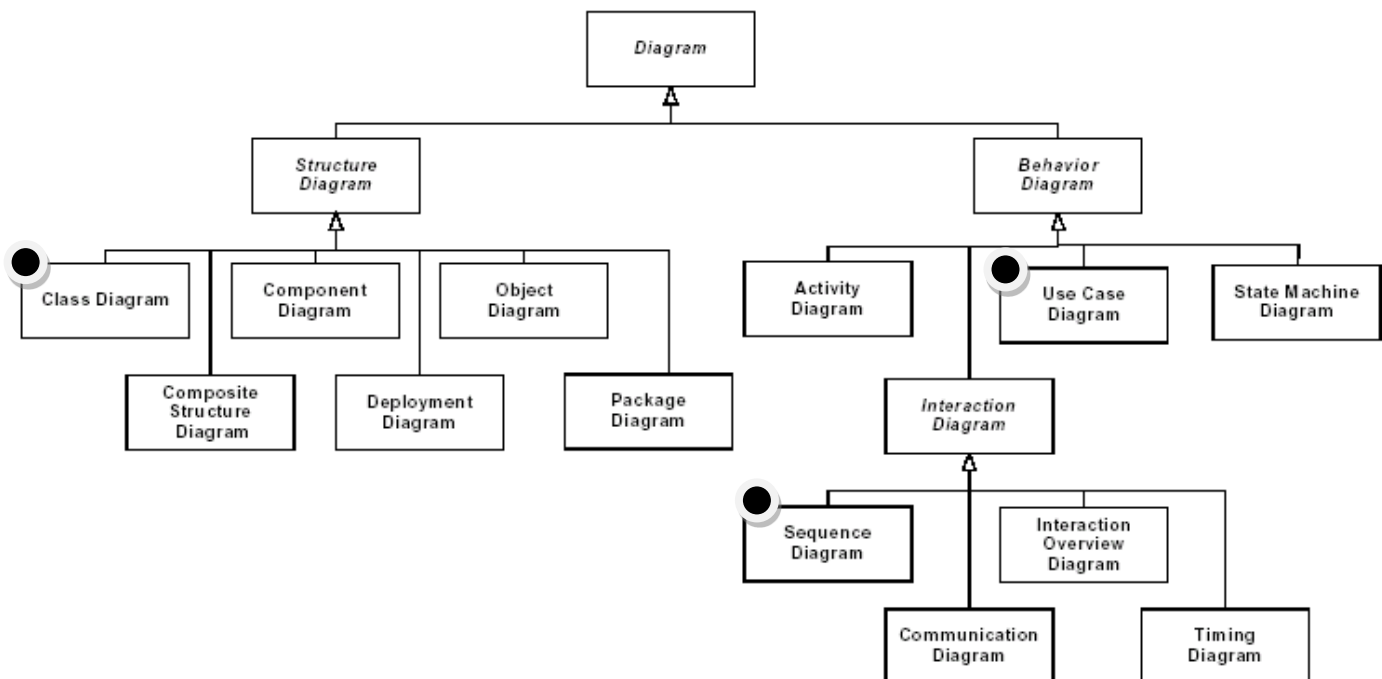 Diagram
Structure
Diagram
Behavior
Diagram
Class Diagram
Component
Diagram
Object
Diagram
Activity
Diagram
Use Case
Diagram
State Machine
Diagram
Composite
Structure
Diagram
Deployment
Diagram
Package
Diagram
Interaction
Diagram
Sequence
Diagram
Interaction
Overview
Diagram
Communication
Diagram
Timing
Diagram